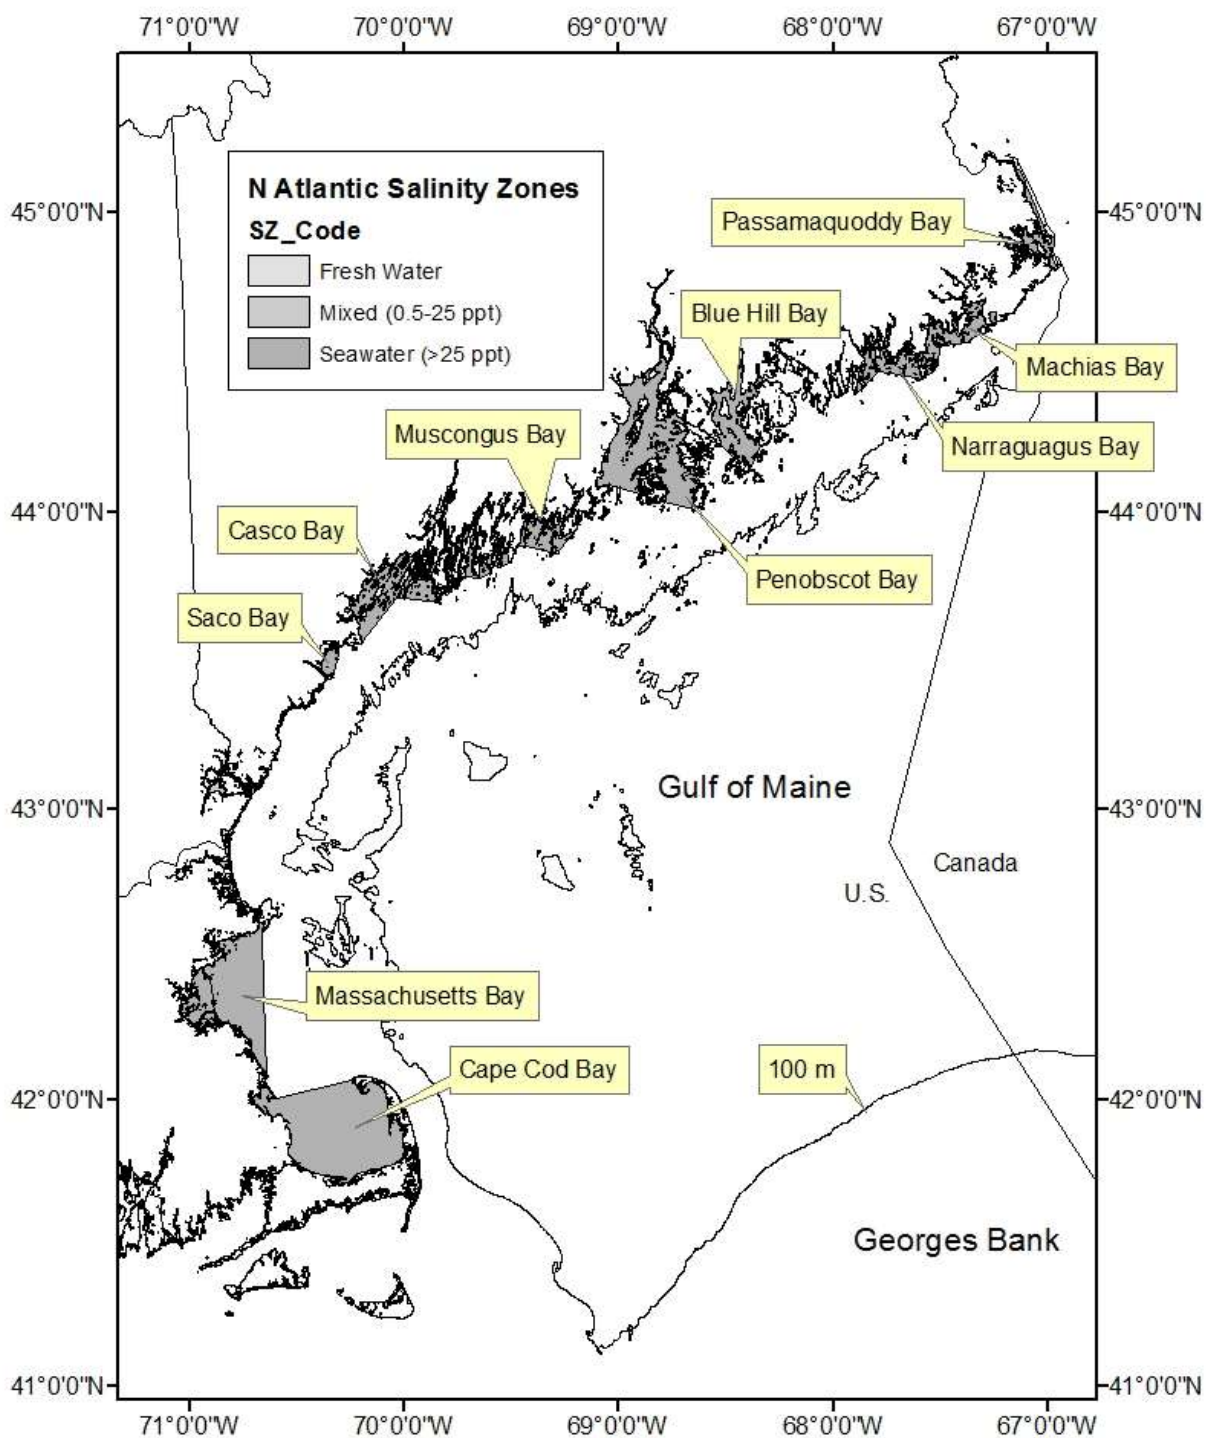 71°0'0"W 70°0'0"W 69°0'0"W 68°0'0"W 67°0'0"W
N Atlantic Salinity Zones
SZ_Code
Fresh Water
Mixed (0.5-25 ppt)
Seawater (>25 ppt)
45°0'0"N
45°0'0"N
Passamaquoddy Bay
Blue Hill Bay
Machias Bay
Muscongus Bay
Narraguagus Bay
44°0'0"N
44°0'0"N
Casco Bay
Penobscot Bay
Saco Bay
Gulf of Maine
43°0'0"N
43°0'0"N
Canada
U.S.
Massachusetts Bay
Cape Cod Bay
100 m
42°0'0"N
42°0'0"N
Georges Bank
41°0'0"N
41°0'0"N
71°0'0"W 70°0'0"W 69°0'0"W 68°0'0"W 67°0'0"W